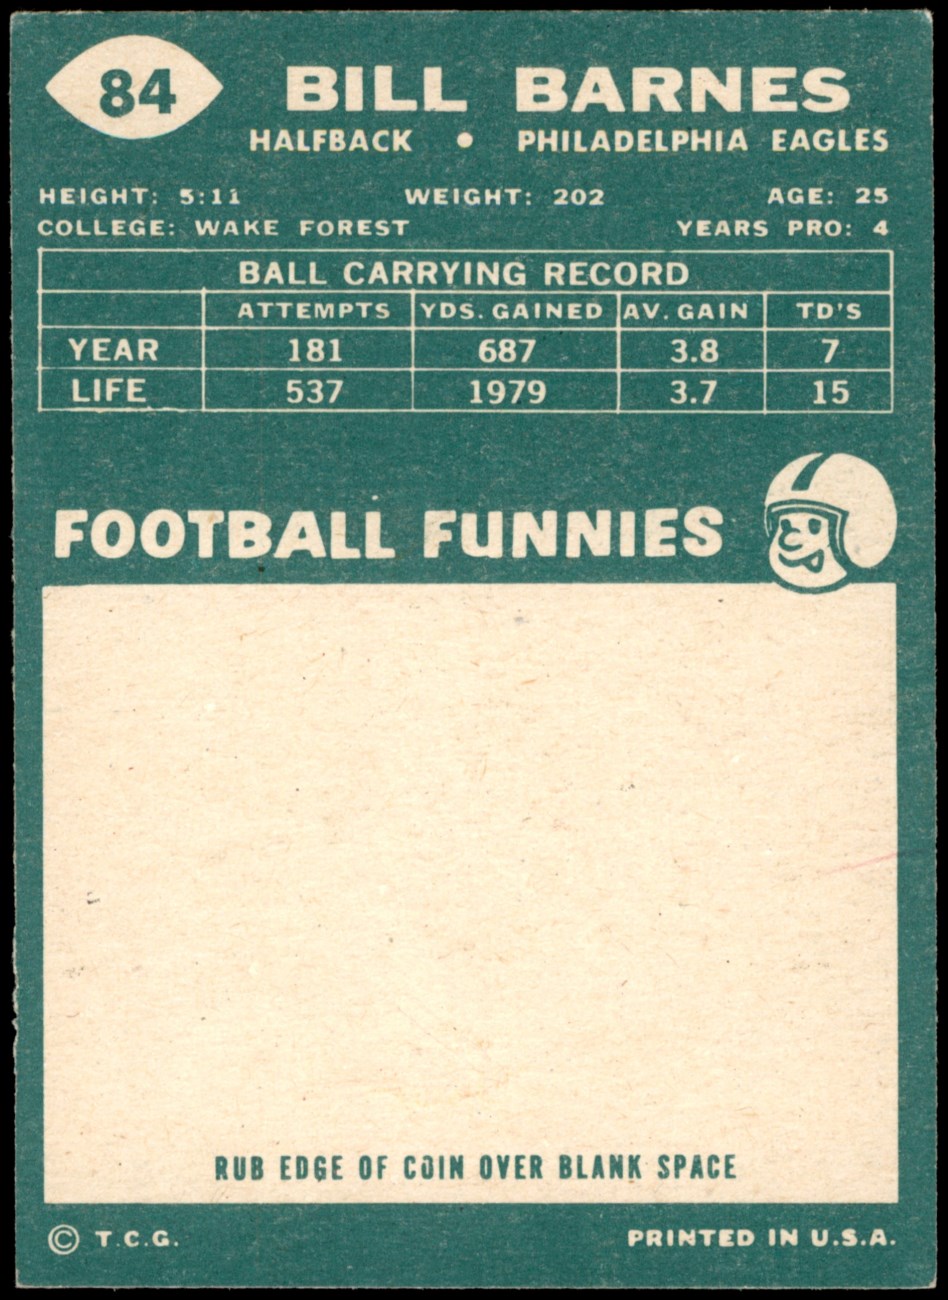 84
BILL BARNES
HALFBACK • PHILADELPHIA EAGLES
HEIGHT: 5:11 WEIGHT: 202 AGE: 25
COLLEGE: WAKE FOREST YEARS PRO: 4
BALL CARRYING RECORD
ATTEMPTS YDS. GAINED AV. GAIN TD'S
YEAR 181 687 3.8 7
LIFE 537 1979 3.7 15
FOOTBALL FUNNIES
RUB EDGE OF COIN OVER BLANK SPACE
© T.C.G. PRINTED IN U.S.A.